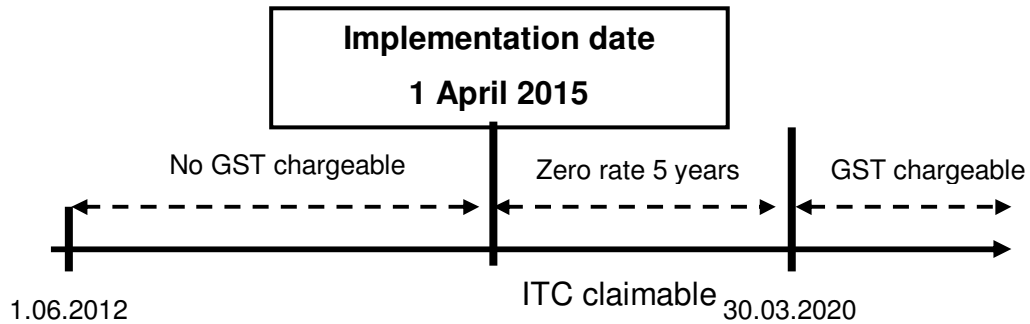 Implementation date
1 April 2015
No GST chargeable
Zero rate 5 years
GST chargeable
ITC claimable
1.06.2012
30.03.2020